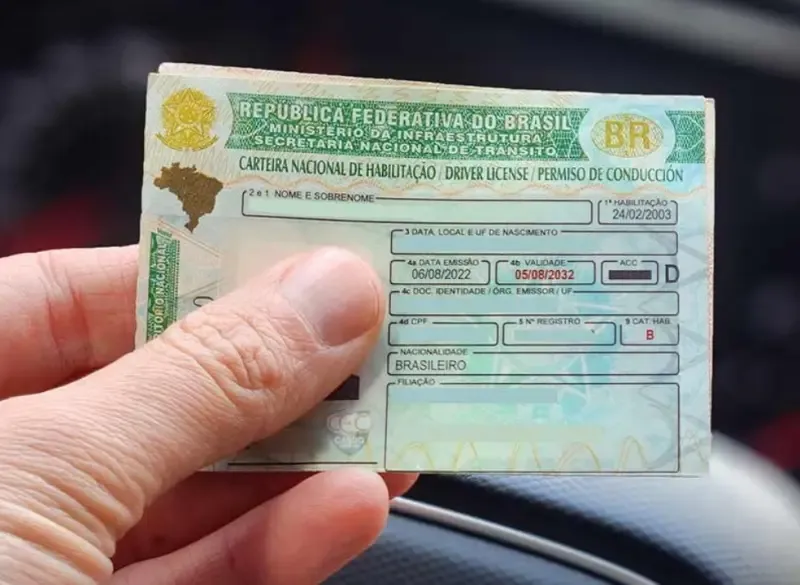 REPÚBLICA FEDERATIVA DO BRASIL
MINISTÉRIO DA INFRAESTRUTURA
SECRETARIA NACIONAL DE TRÂNSITO
BR
CARTEIRA NACIONAL DE HABILITAÇÃO / DRIVER LICENSE / PERMISO DE CONDUCCIÓN
2 e 1 NOME E SOBRENOME
1ª HABILITAÇÃO
24/02/2003
3 DATA, LOCAL E UF DE NASCIMENTO
4a DATA EMISSÃO
4b VALIDADE
ACC
06/08/2022
05/08/2032
D
4c DOC. IDENTIDADE / ÓRG. EMISSOR / UF
4d CPF
5 Nº REGISTRO
9 CAT. HAB.
B
NACIONALIDADE
BRASILEIRO
FILIAÇÃO